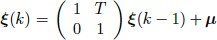 𝝃(k) = ( 1 T ; 0 1 ) 𝝃(k − 1) + 𝝁